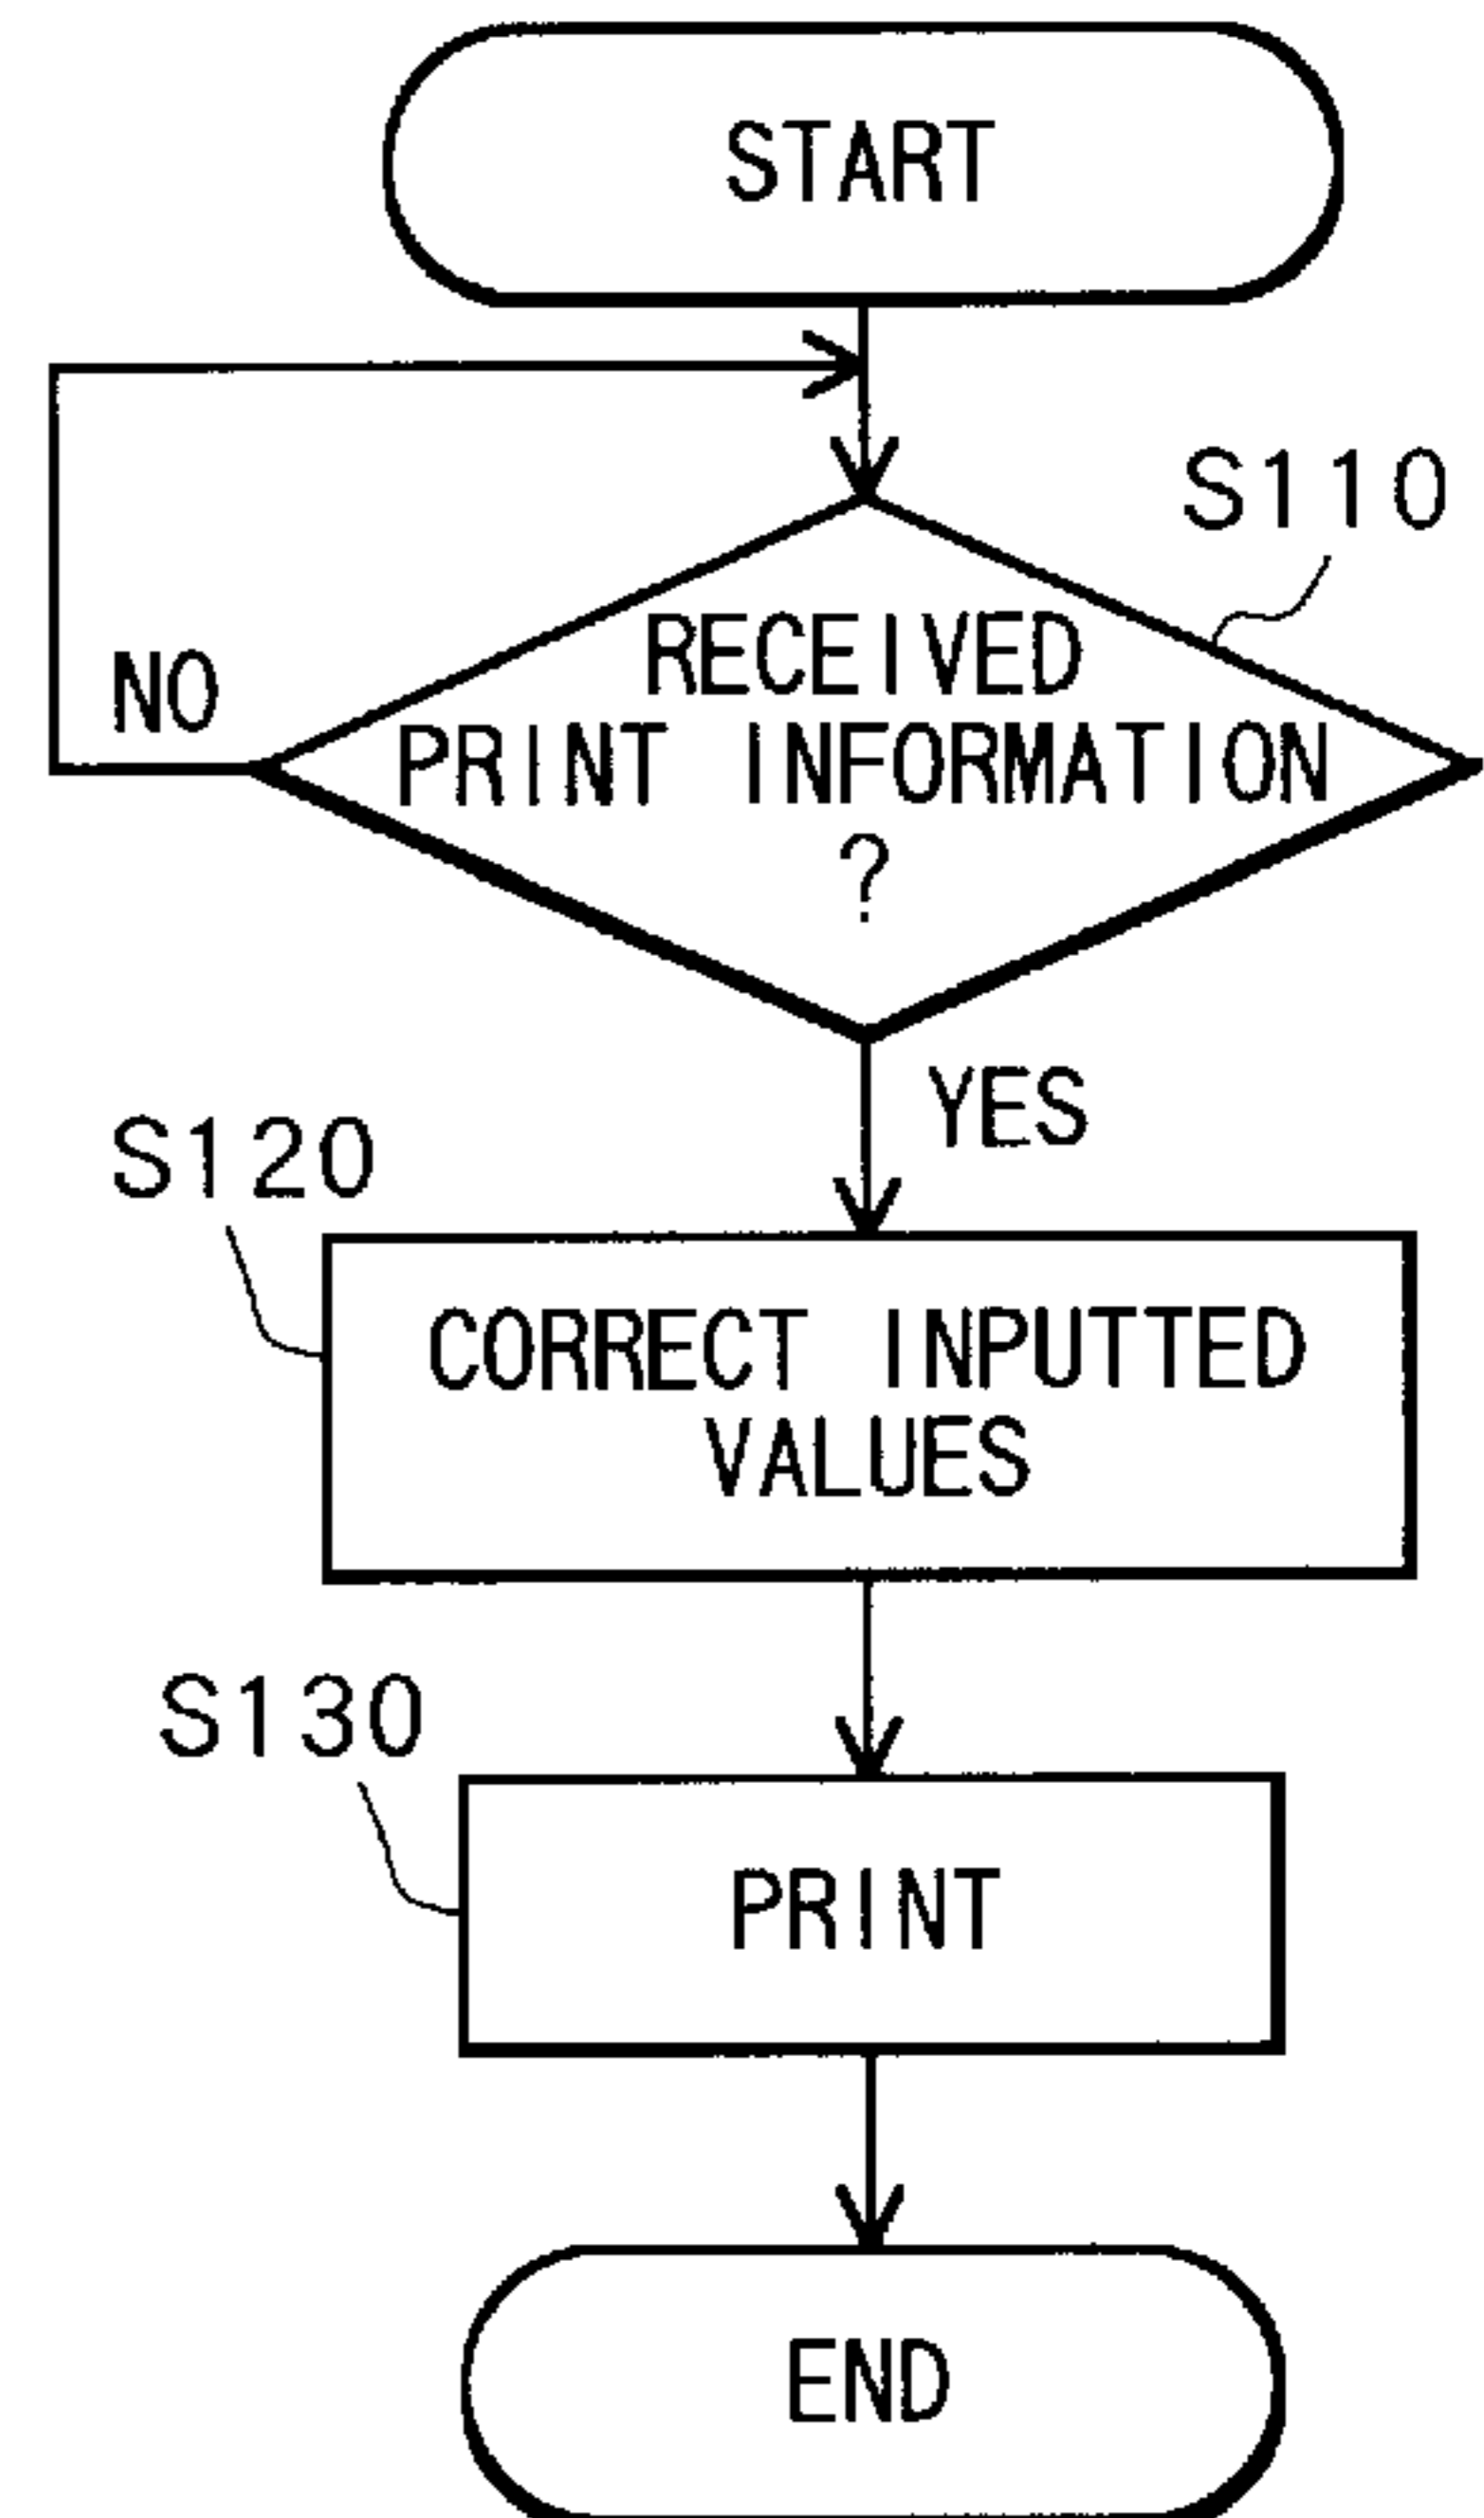 START
S110
RECEIVED
PRINT INFORMATION
?
NO
YES
S120
CORRECT INPUTTED
VALUES
S130
PRINT
END